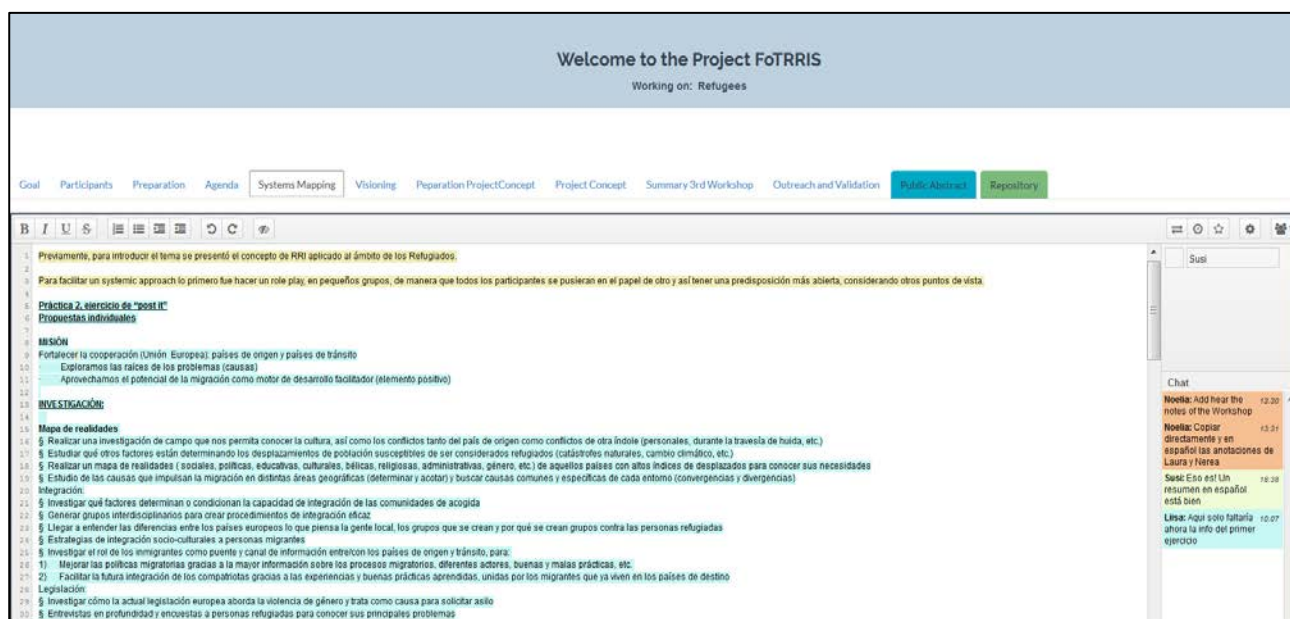 Welcome to the Project FoTRRIS
Working on: Refugees
Goal Participants Preparation Agenda Systems Mapping Visioning Peparation ProjectConcept Project Concept Summary 3rd Workshop Outreach and Validation Public Abstract Repository
B I U S
1 Previamente, para introducir el tema se presentó el concepto de RRI aplicado al ámbito de los Refugiados.
2
3 Para facilitar un systemic approach lo primero fue hacer un role play, en pequeños grupos, de manera que todos los participantes se pusieran en el papel de otro y así tener una predisposición más abierta, considerando otros puntos de vista.
4
5 Práctica 2, ejercicio de "post it"
6 Propuestas individuales
7
8 MISIÓN
9 Fortalecer la cooperación (Unión Europea): países de origen y países de tránsito
10 · Exploramos las raíces de los problemas (causas)
11 · Aprovechamos el potencial de la migración como motor de desarrollo facilitador (elemento positivo)
12
13 INVESTIGACIÓN:
14
15 Mapa de realidades
16 § Realizar una investigación de campo que nos permita conocer la cultura, así como los conflictos tanto del país de origen como conflictos de otra índole (personales, durante la travesía de huida, etc.)
17 § Estudiar qué otros factores están determinando los desplazamientos de población susceptibles de ser considerados refugiados (catástrofes naturales, cambio climático, etc.)
18 § Realizar un mapa de realidades ( sociales, políticas, educativas, culturales, bélicas, religiosas, administrativas, género, etc.) de aquellos países con altos índices de desplazados para conocer sus necesidades
19 § Estudio de las causas que impulsan la migración en distintas áreas geográficas (determinar y acotar) y buscar causas comunes y específicas de cada entorno (convergencias y divergencias)
20 Integración:
21 § Investigar qué factores determinan o condicionan la capacidad de integración de las comunidades de acogida
22 § Generar grupos interdisciplinarios para crear procedimientos de integración eficaz
23 § Llegar a entender las diferencias entre los países europeos lo que piensa la gente local, los grupos que se crean y por qué se crean grupos contra las personas refugiadas
24 § Estrategias de integración socio-culturales a personas migrantes
25 § Investigar el rol de los inmigrantes como puente y canal de información entre/con los países de origen y tránsito, para:
26 1) Mejorar las políticas migratorias gracias a la mayor información sobre los procesos migratorios, diferentes actores, buenas y malas prácticas, etc.
27 2) Facilitar la futura integración de los compatriotas gracias a las experiencias y buenas prácticas aprendidas, unidas por los migrantes que ya viven en los países de destino
28 Legislación:
29 § Investigar cómo la actual legislación europea aborda la violencia de género y trata como causa para solicitar asilo
30 § Entrevistas en profundidad y encuestas a personas refugiadas para conocer sus principales problemas
Susi
Chat
Noelia: Add hear the 13:30
notes of the Workshop
Noelia: Copiar 13:31
directamente y en
español las anotaciones de
Laura y Nerea
Susi: Eso es! Un 16:38
resumen en español
está bien
Liisa: Aquí solo faltaría 10:07
ahora la info del primer
ejercicio